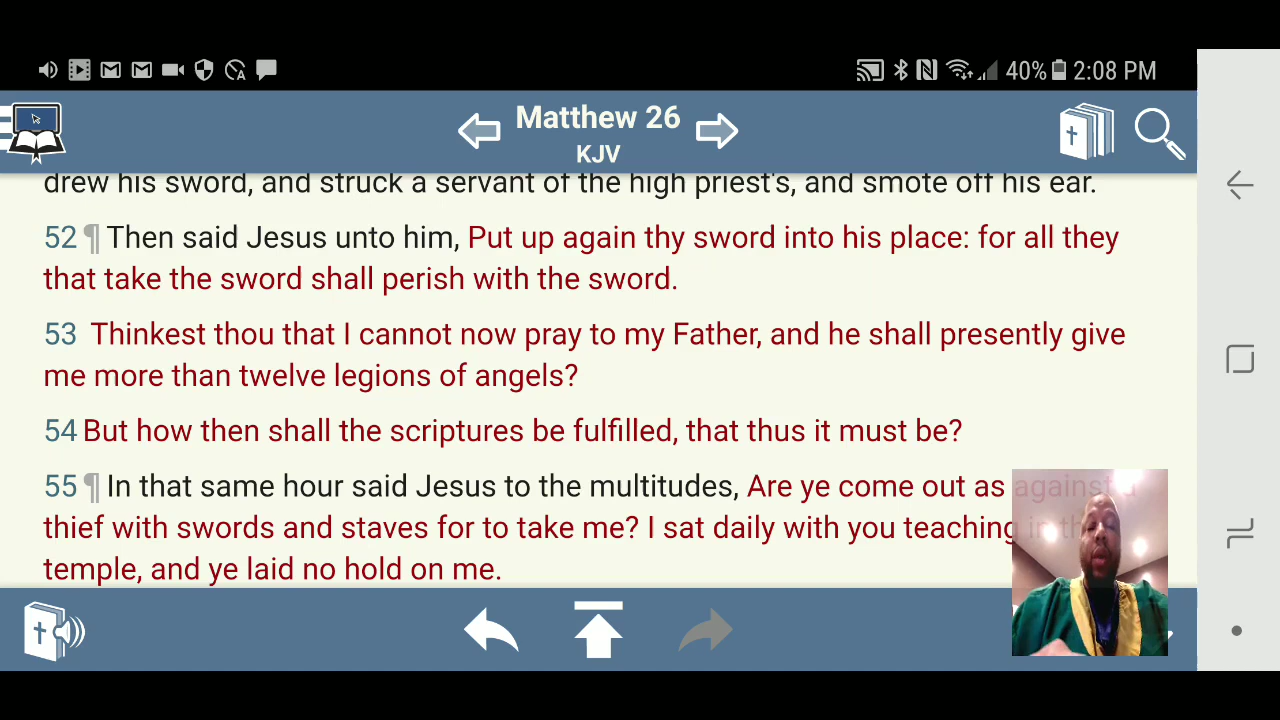 40% 2:08 PM
Matthew 26
KJV
drew his sword, and struck a servant of the high priest's, and smote off his ear.
52 ¶ Then said Jesus unto him, Put up again thy sword into his place: for all they
that take the sword shall perish with the sword.
53 Thinkest thou that I cannot now pray to my Father, and he shall presently give
me more than twelve legions of angels?
54 But how then shall the scriptures be fulfilled, that thus it must be?
55 ¶ In that same hour said Jesus to the multitudes, Are ye come out as against a
thief with swords and staves for to take me? I sat daily with you teaching in
temple, and ye laid no hold on me.